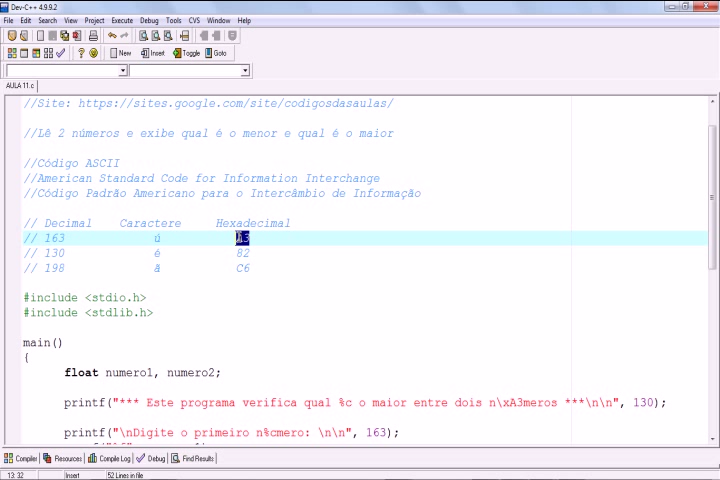 Dev-C++ 4.9.9.2
File Edit Search View Project Execute Debug Tools CVS Window Help
New Insert Toggle Goto
AULA 11.c
//Site: https://sites.google.com/site/codigosdasaulas/
//Lê 2 números e exibe qual é o menor e qual é o maior
//Código ASCII
//American Standard Code for Information Interchange
//Código Padrão Americano para o Intercâmbio de Informação
// Decimal Caractere Hexadecimal
// 163 ú
// 130 é 82
// 198 ã C6
#include <stdio.h>
#include <stdlib.h>
main()
{
float numero1, numero2;
printf("*** Este programa verifica qual %c o maior entre dois n\xA3meros ***\n\n", 130);
printf("\nDigite o primeiro n%cmero: \n\n", 163);
Compiler Resources Compile Log Debug Find Results
13: 32 Insert 52 Lines in file